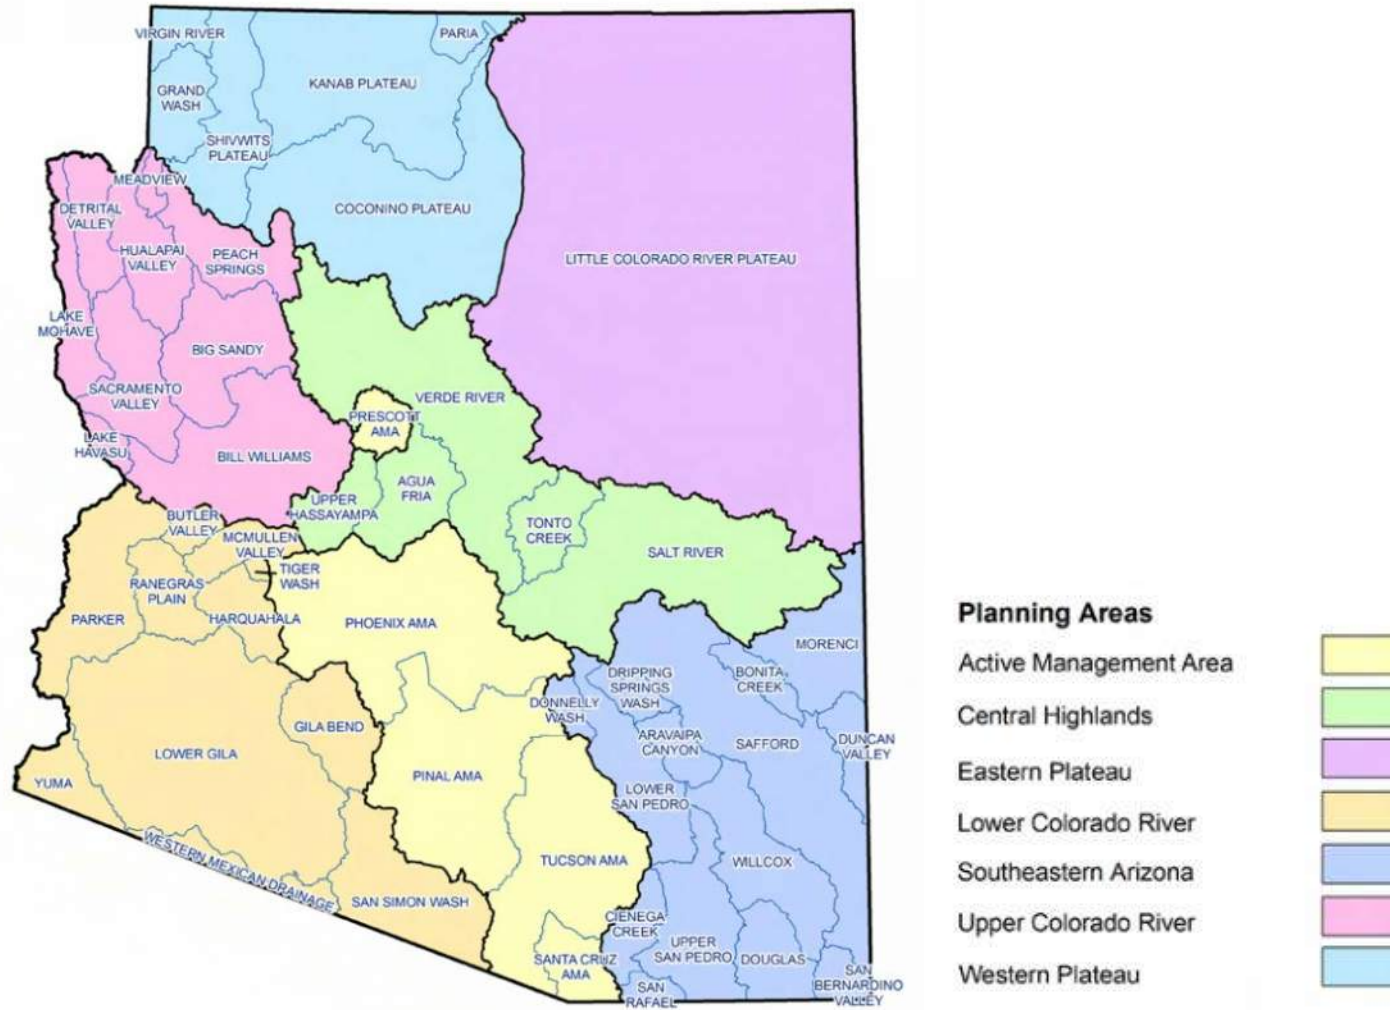 VIRGIN RIVER
PARIA
KANAB PLATEAU
GRAND
WASH
SHIVWITS
PLATEAU
MEADVIEW
COCONINO PLATEAU
DETRITAL
VALLEY
HUALAPAI
VALLEY
PEACH
SPRINGS
LITTLE COLORADO RIVER PLATEAU
LAKE
MOHAVE
BIG SANDY
SACRAMENTO
VALLEY
VERDE RIVER
PRESCOTT
AMA
LAKE
HAVASU
BILL WILLIAMS
AGUA
FRIA
UPPER
HASSAYAMPA
BUTLER
VALLEY
MCMULLEN
VALLEY
TONTO
CREEK
SALT RIVER
TIGER
WASH
RANEGRAS
PLAIN
PARKER
HARQUAHALA
PHOENIX AMA
MORENCI
DRIPPING
SPRINGS
WASH
BONITA
CREEK
DONNELLY
WASH
GILA BEND
ARAVAIPA
CANYON
SAFFORD
DUNCAN
VALLEY
LOWER GILA
YUMA
PINAL AMA
LOWER
SAN PEDRO
WESTERN MEXICAN DRAINAGE
TUCSON AMA
WILLCOX
SAN SIMON WASH
CIENEGA
CREEK
UPPER
SAN PEDRO
DOUGLAS
SANTA CRUZ
AMA
SAN
RAFAEL
SAN
BERNARDINO
VALLEY
Planning Areas
Active Management Area
Central Highlands
Eastern Plateau
Lower Colorado River
Southeastern Arizona
Upper Colorado River
Western Plateau